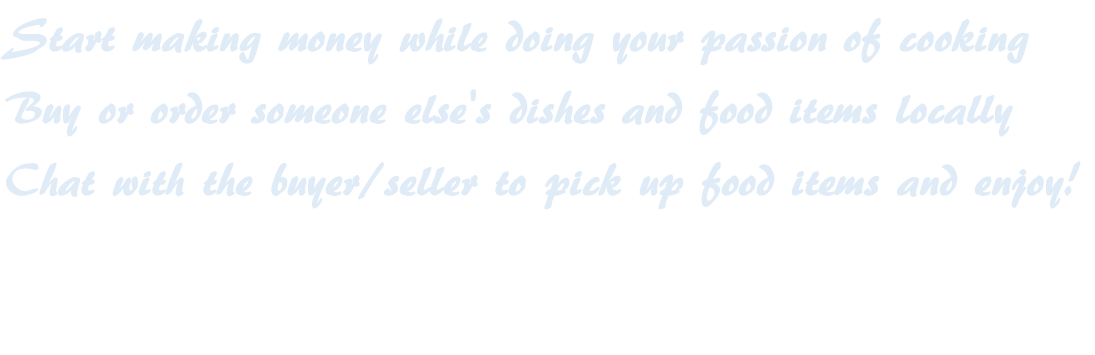 Start making money while doing your passion of cooking
Buy or order someone else's dishes and food items locally
Chat with the buyer/seller to pick up food items and enjoy!